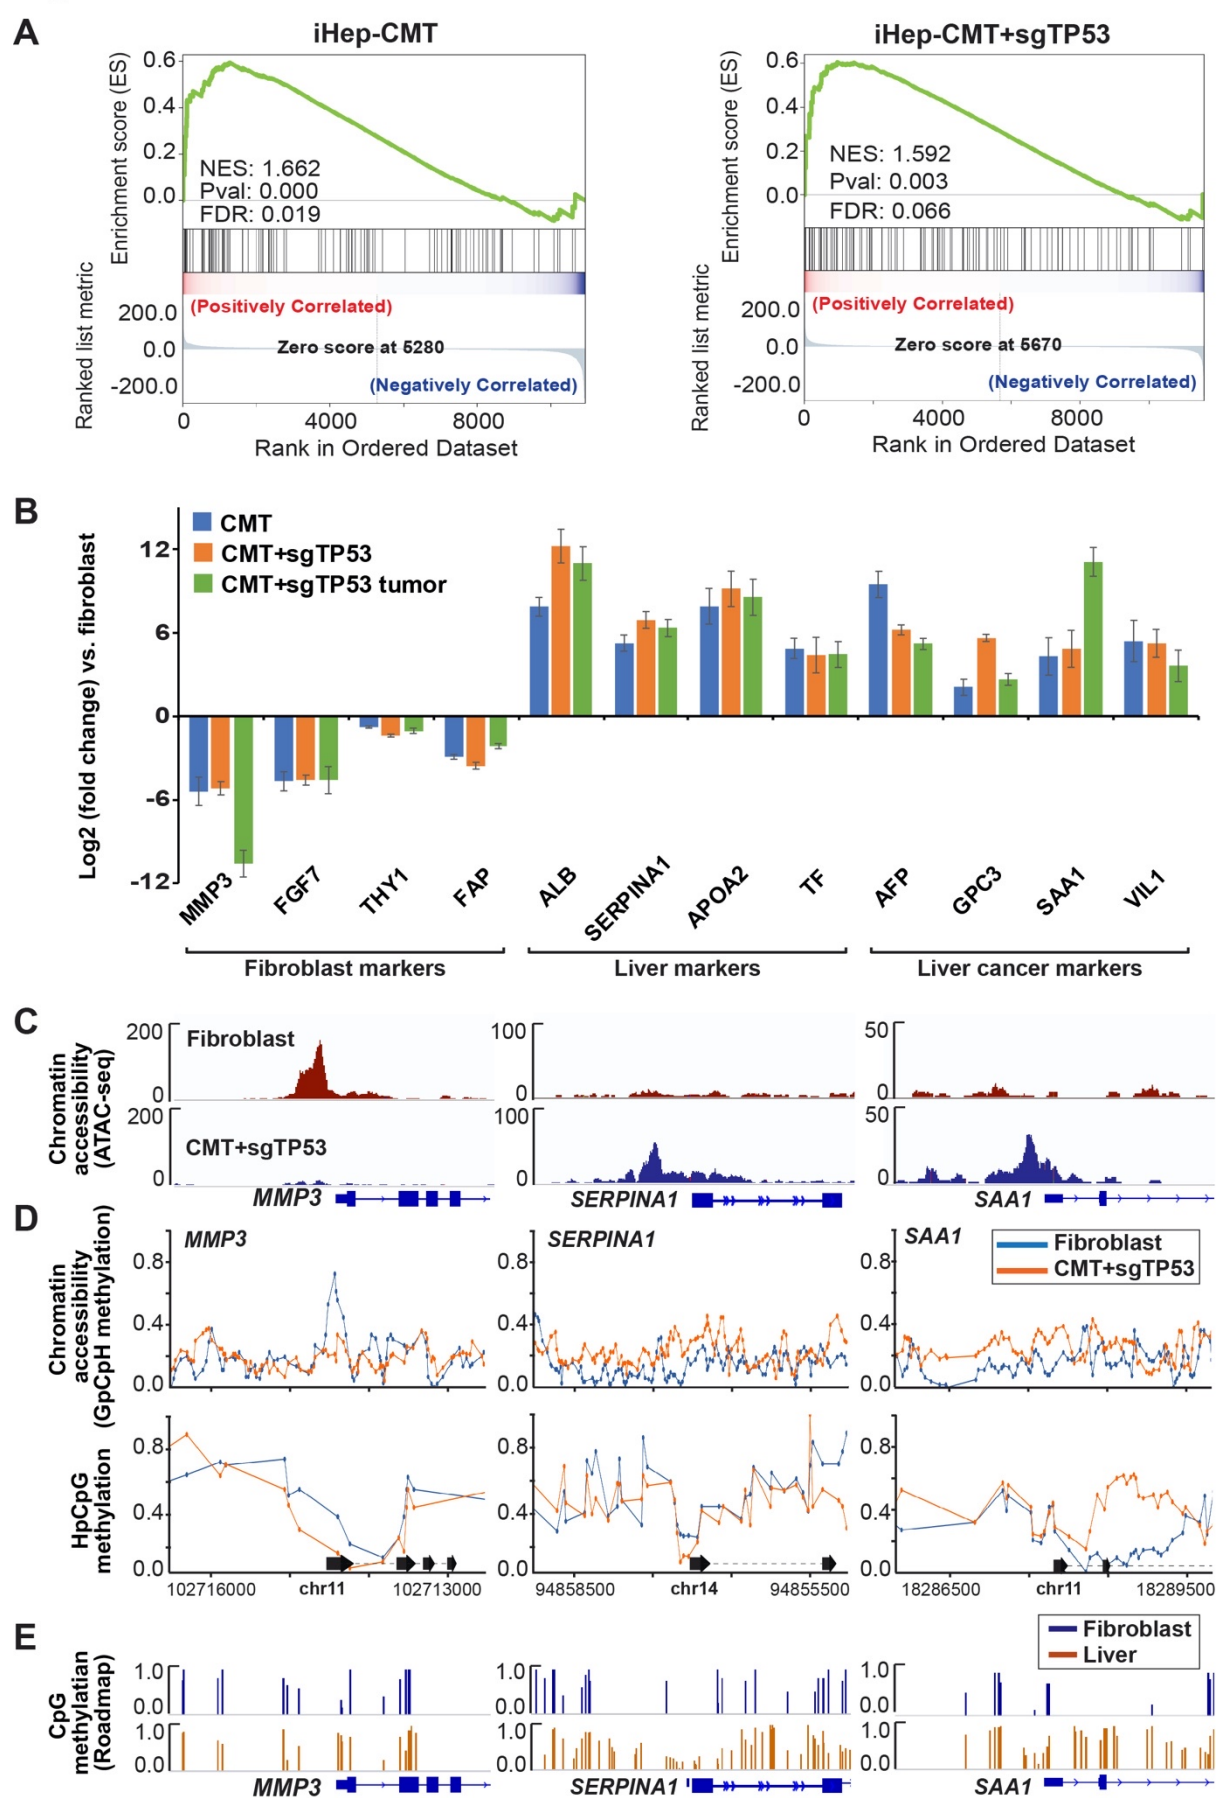 A
iHep-CMT
iHep-CMT+sgTP53
Enrichment score (ES)
0.6
0.4
0.2
0.0
NES: 1.662
Pval: 0.000
FDR: 0.019
Ranked list metric
200.0
0.0
-200.0
(Positively Correlated)
Zero score at 5280
(Negatively Correlated)
0
4000
8000
Rank in Ordered Dataset
Enrichment score (ES)
0.6
0.4
0.2
0.0
NES: 1.592
Pval: 0.003
FDR: 0.066
Ranked list metric
200.0
0.0
-200.0
(Positively Correlated)
Zero score at 5670
(Negatively Correlated)
0
4000
8000
Rank in Ordered Dataset
B
Log2 (fold change) vs. fibroblast
12
6
0
-6
-12
CMT
CMT+sgTP53
CMT+sgTP53 tumor
MMP3
FGF7
THY1
FAP
ALB
SERPINA1
APOA2
TF
AFP
GPC3
SAA1
VIL1
Fibroblast markers
Liver markers
Liver cancer markers
C
Chromatin
accessibility
(ATAC-seq)
200
0
Fibroblast
200
0
CMT+sgTP53
MMP3
100
0
100
0
SERPINA1
50
0
50
0
SAA1
D
Chromatin
accessibility
(GpCpH methylation)
0.8
0.4
0.0
MMP3
0.8
0.4
0.0
SERPINA1
0.8
0.4
0.0
SAA1
Fibroblast
CMT+sgTP53
HpCpG
methylation
0.8
0.4
0.0
102716000
chr11
102713000
0.8
0.4
0.0
94858500
chr14
94855500
0.8
0.4
0.0
18286500
chr11
18289500
E
Fibroblast
Liver
CpG
methylatian
(Roadmap)
1.0
0.0
1.0
0.0
MMP3
1.0
0.0
1.0
0.0
SERPINA1
1.0
0.0
1.0
0.0
SAA1